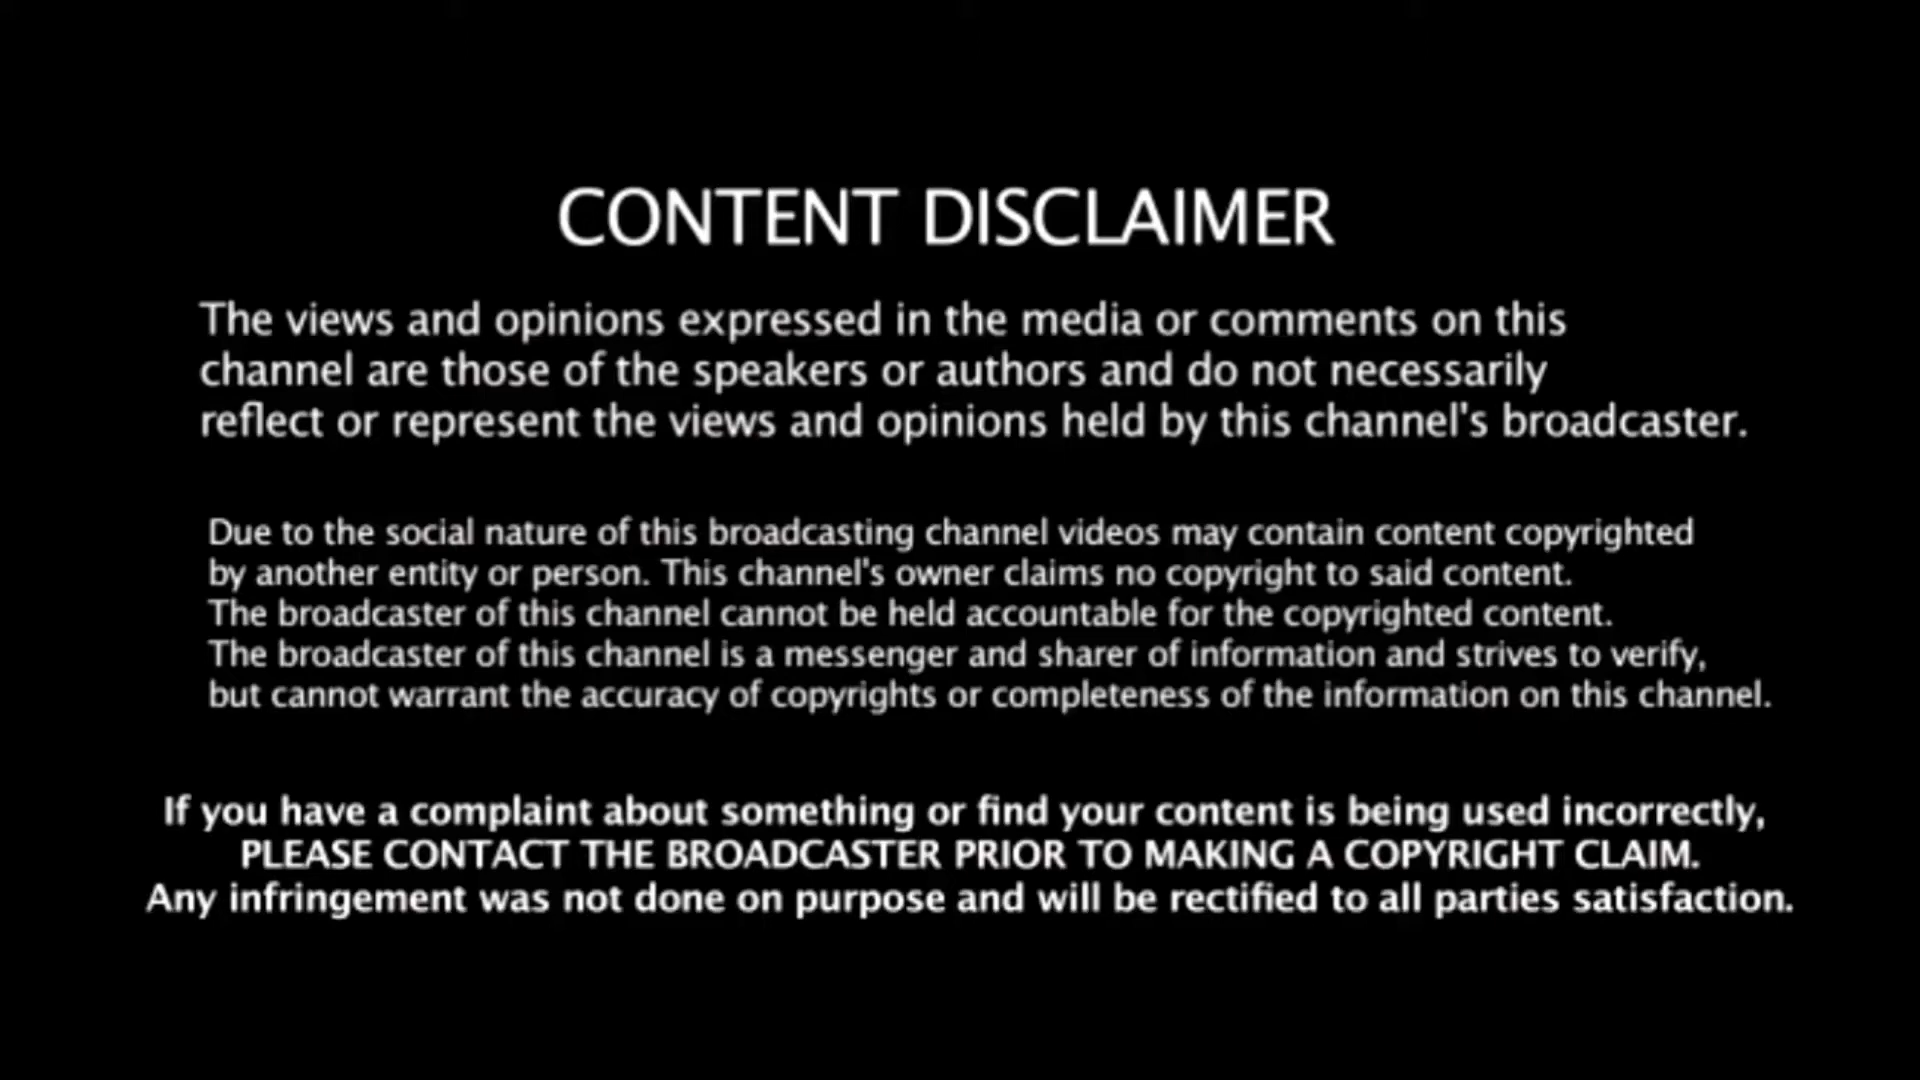 CONTENT DISCLAIMER
The views and opinions expressed in the media or comments on this
channel are those of the speakers or authors and do not necessarily
reflect or represent the views and opinions held by this channel's broadcaster.
Due to the social nature of this broadcasting channel videos may contain content copyrighted
by another entity or person. This channel's owner claims no copyright to said content.
The broadcaster of this channel cannot be held accountable for the copyrighted content.
The broadcaster of this channel is a messenger and sharer of information and strives to verify,
but cannot warrant the accuracy of copyrights or completeness of the information on this channel.
If you have a complaint about something or find your content is being used incorrectly,
PLEASE CONTACT THE BROADCASTER PRIOR TO MAKING A COPYRIGHT CLAIM.
Any infringement was not done on purpose and will be rectified to all parties satisfaction.